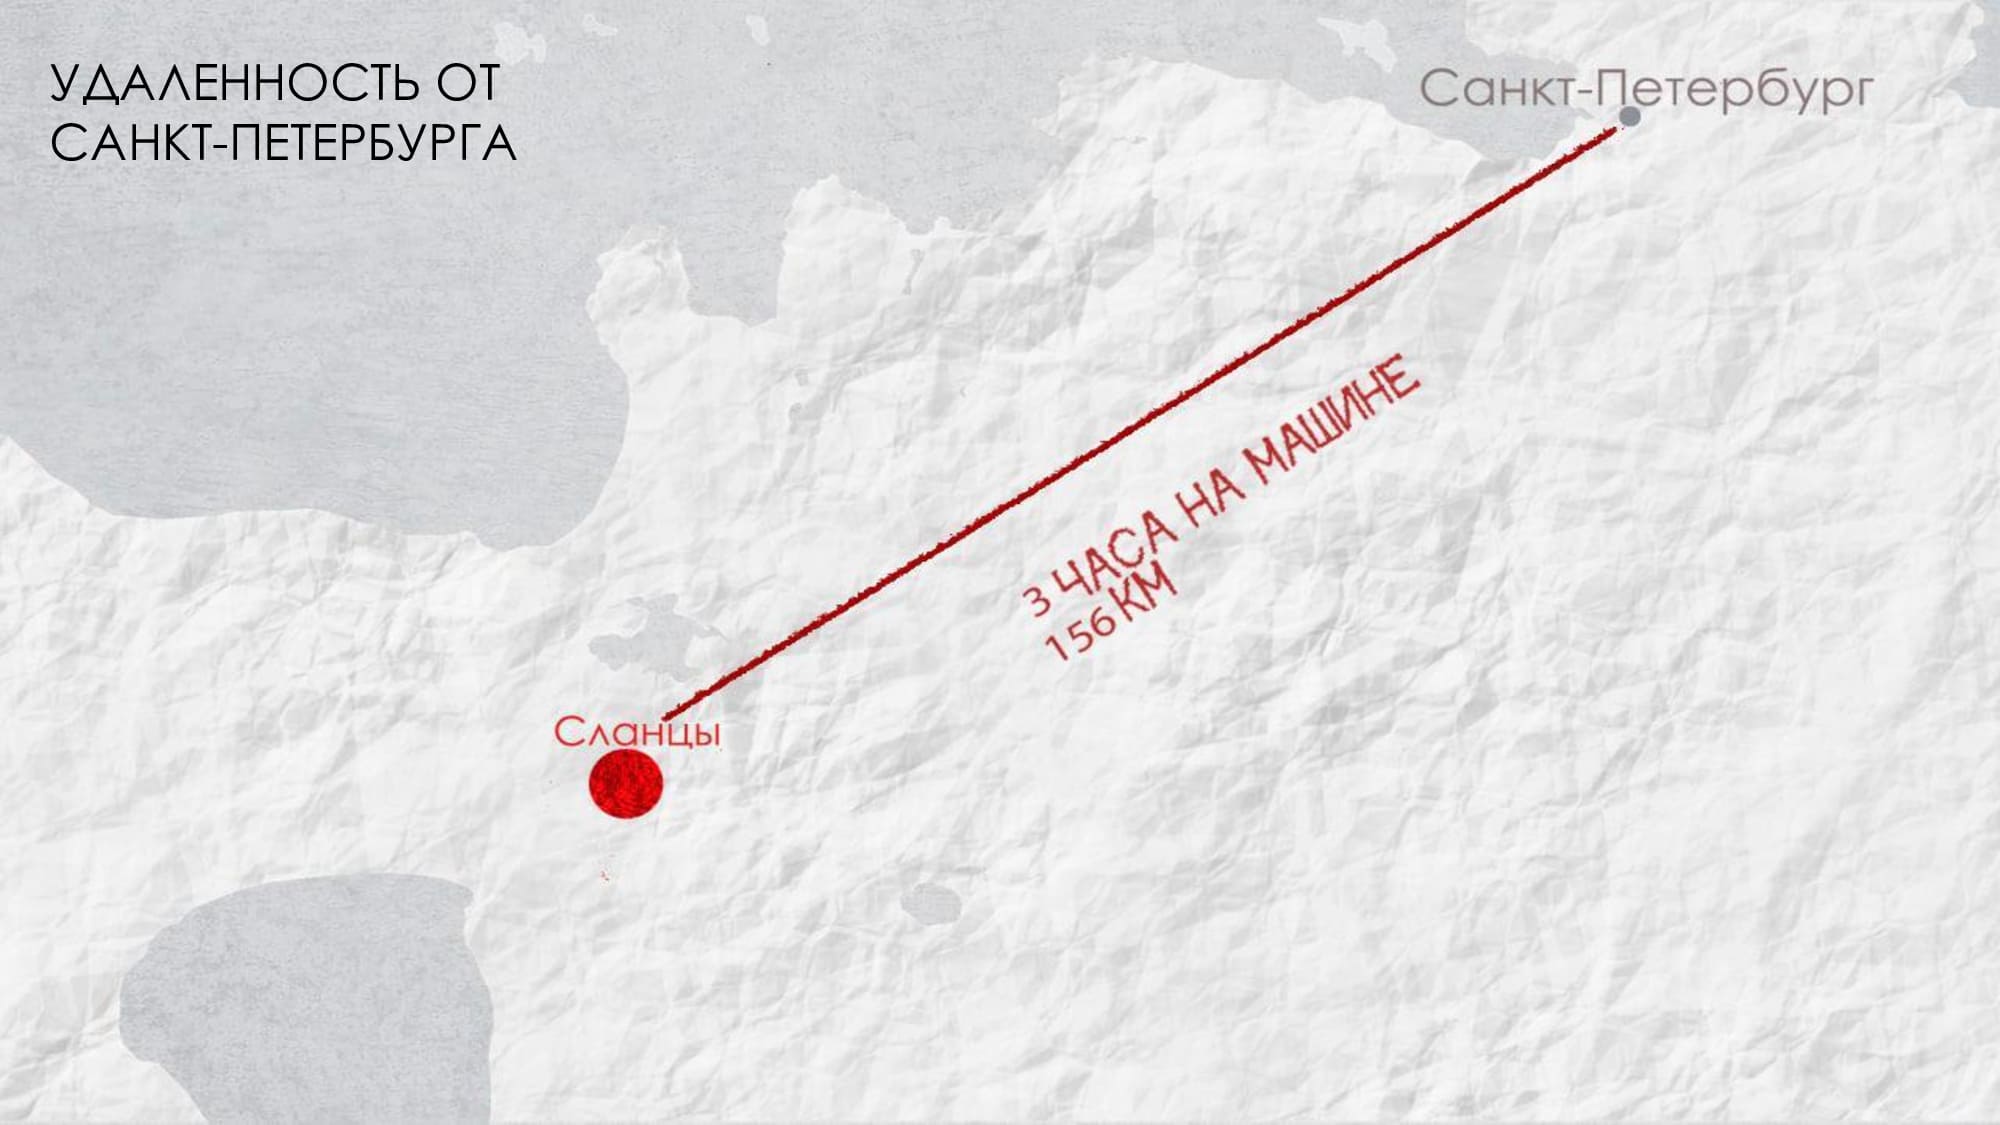 УДАЛЕННОСТЬ ОТ
САНКТ-ПЕТЕРБУРГА
Санкт-Петербург
3 ЧАСА НА МАШИНЕ
156 КМ
Сланцы